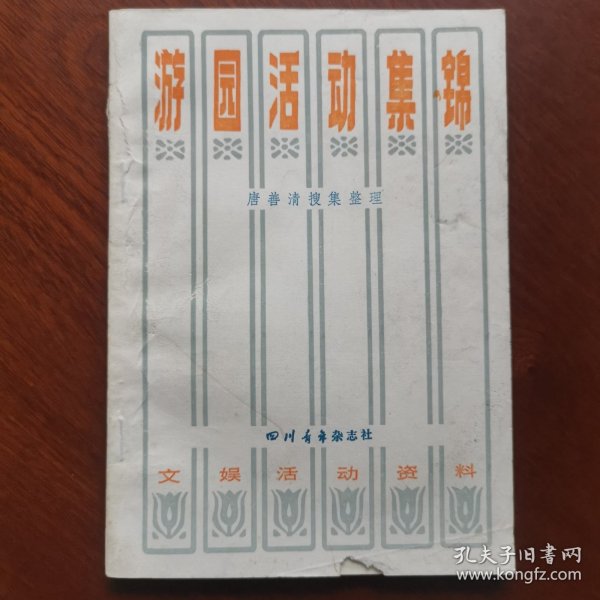 游园活动集锦
唐善清搜集整理
四川青年杂志社
文娱活动资料
孔夫子旧书网
www.kongfz.com